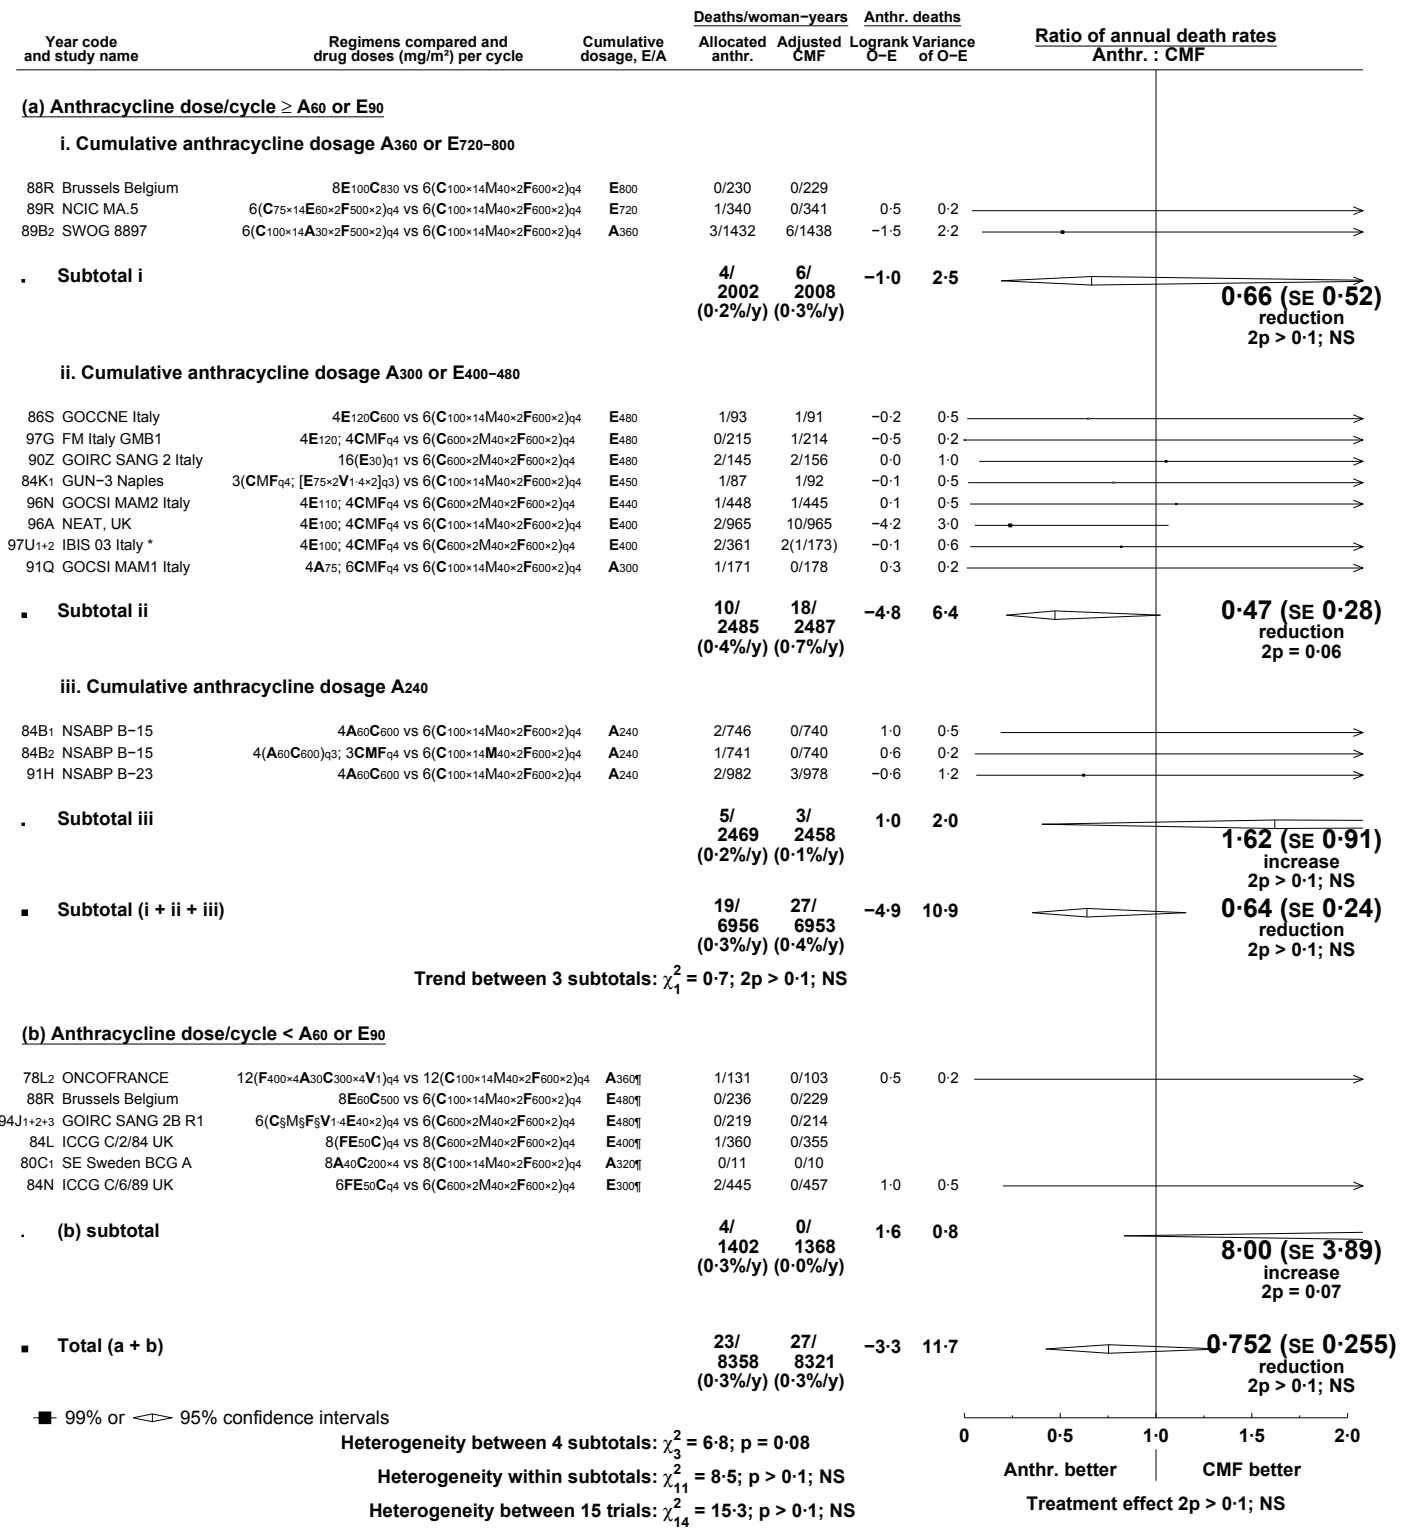 Deaths/woman−years Anthr. deaths
Year code and study name Regimens compared and drug doses (mg/m²) per cycle Cumulative dosage, E/A Allocated anthr. Adjusted CMF Logrank O−E Variance of O−E Ratio of annual death rates Anthr. : CMF
(a) Anthracycline dose/cycle ≥ A60 or E90
i. Cumulative anthracycline dosage A360 or E720−800
88R Brussels Belgium 8E100C830 vs 6(C100×14M40×2F600×2)q4 E800 0/230 0/229
89R NCIC MA.5 6(C75×14E60×2F500×2)q4 vs 6(C100×14M40×2F600×2)q4 E720 1/340 0/341 0·5 0·2
89B2 SWOG 8897 6(C100×14A30×2F500×2)q4 vs 6(C100×14M40×2F600×2)q4 A360 3/1432 6/1438 −1·5 2·2
Subtotal i 4/2002 6/2008 −1·0 2·5
(0·2%/y) (0·3%/y)
0·66 (SE 0·52)
reduction
2p > 0·1; NS
ii. Cumulative anthracycline dosage A300 or E400−480
86S GOCCNE Italy 4E120C600 vs 6(C100×14M40×2F600×2)q4 E480 1/93 1/91 −0·2 0·5
97G FM Italy GMB1 4E120; 4CMFq4 vs 6(C600×2M40×2F600×2)q4 E480 0/215 1/214 −0·5 0·2
90Z GOIRC SANG 2 Italy 16(E30)q1 vs 6(C600×2M40×2F600×2)q4 E480 2/145 2/156 0·0 1·0
84K1 GUN−3 Naples 3(CMFq4; [E75×2V1·4×2]q3) vs 6(C100×14M40×2F600×2)q4 E450 1/87 1/92 −0·1 0·5
96N GOCSI MAM2 Italy 4E110; 4CMFq4 vs 6(C600×2M40×2F600×2)q4 E440 1/448 1/445 0·1 0·5
96A NEAT, UK 4E100; 4CMFq4 vs 6(C100×14M40×2F600×2)q4 E400 2/965 10/965 −4·2 3·0
97U1+2 IBIS 03 Italy * 4E100; 4CMFq4 vs 6(C600×2M40×2F600×2)q4 E400 2/361 2(1/173) −0·1 0·6
91Q GOCSI MAM1 Italy 4A75; 6CMFq4 vs 6(C100×14M40×2F600×2)q4 A300 1/171 0/178 0·3 0·2
Subtotal ii 10/2485 18/2487 −4·8 6·4
(0·4%/y) (0·7%/y)
0·47 (SE 0·28)
reduction
2p = 0·06
iii. Cumulative anthracycline dosage A240
84B1 NSABP B−15 4A60C600 vs 6(C100×14M40×2F600×2)q4 A240 2/746 0/740 1·0 0·5
84B2 NSABP B−15 4(A60C600)q3; 3CMFq4 vs 6(C100×14M40×2F600×2)q4 A240 1/741 0/740 0·6 0·2
91H NSABP B−23 4A60C600 vs 6(C100×14M40×2F600×2)q4 A240 2/982 3/978 −0·6 1·2
Subtotal iii 5/2469 3/2458 1·0 2·0
(0·2%/y) (0·1%/y)
1·62 (SE 0·91)
increase
2p > 0·1; NS
Subtotal (i + ii + iii) 19/6956 27/6953 −4·9 10·9
(0·3%/y) (0·4%/y)
0·64 (SE 0·24)
reduction
2p > 0·1; NS
Trend between 3 subtotals: χ²1 = 0·7; 2p > 0·1; NS
(b) Anthracycline dose/cycle < A60 or E90
78L2 ONCOFRANCE 12(F400×4A30C300×4V1)q4 vs 12(C100×14M40×2F600×2)q4 A360¶ 1/131 0/103 0·5 0·2
88R Brussels Belgium 8E60C500 vs 6(C100×14M40×2F600×2)q4 E480¶ 0/236 0/229
94J1+2+3 GOIRC SANG 2B R1 6(C§M§F§V1·4E40×2)q4 vs 6(C600×2M40×2F600×2)q4 E480¶ 0/219 0/214
84L ICCG C/2/84 UK 8(FE50C)q4 vs 8(C600×2M40×2F600×2)q4 E400¶ 1/360 0/355
80C1 SE Sweden BCG A 8A40C200×4 vs 8(C100×14M40×2F600×2)q4 A320¶ 0/11 0/10
84N ICCG C/6/89 UK 6FE50Cq4 vs 6(C600×2M40×2F600×2)q4 E300¶ 2/445 0/457 1·0 0·5
(b) subtotal 4/1402 0/1368 1·6 0·8
(0·3%/y) (0·0%/y)
8·00 (SE 3·89)
increase
2p = 0·07
Total (a + b) 23/8358 27/8321 −3·3 11·7
(0·3%/y) (0·3%/y)
0·752 (SE 0·255)
reduction
2p > 0·1; NS
99% or 95% confidence intervals
0 0·5 1·0 1·5 2·0
Anthr. better CMF better
Treatment effect 2p > 0·1; NS
Heterogeneity between 4 subtotals: χ²3 = 6·8; p = 0·08
Heterogeneity within subtotals: χ²11 = 8·5; p > 0·1; NS
Heterogeneity between 15 trials: χ²14 = 15·3; p > 0·1; NS